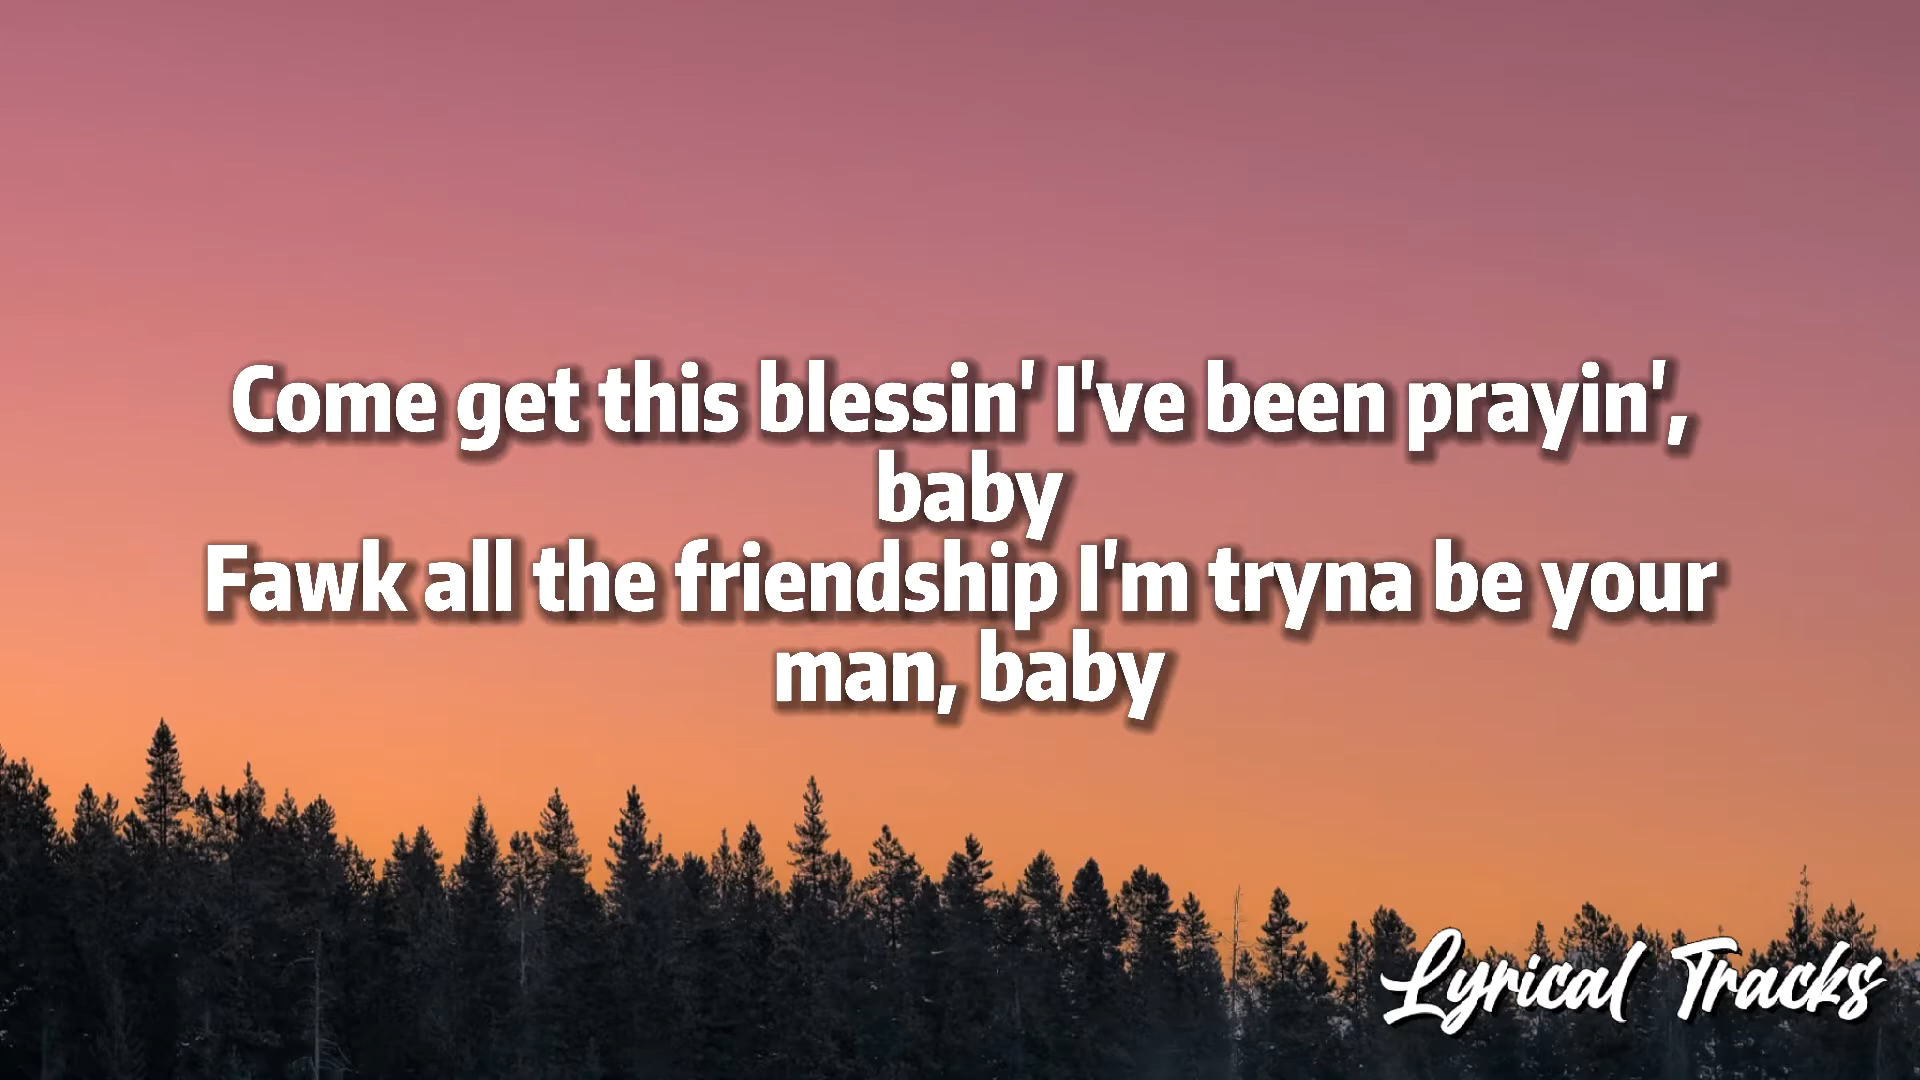 Come get this blessin' I've been prayin',
baby
Fawk all the friendship I'm tryna be your
man, baby
Lyrical Tracks